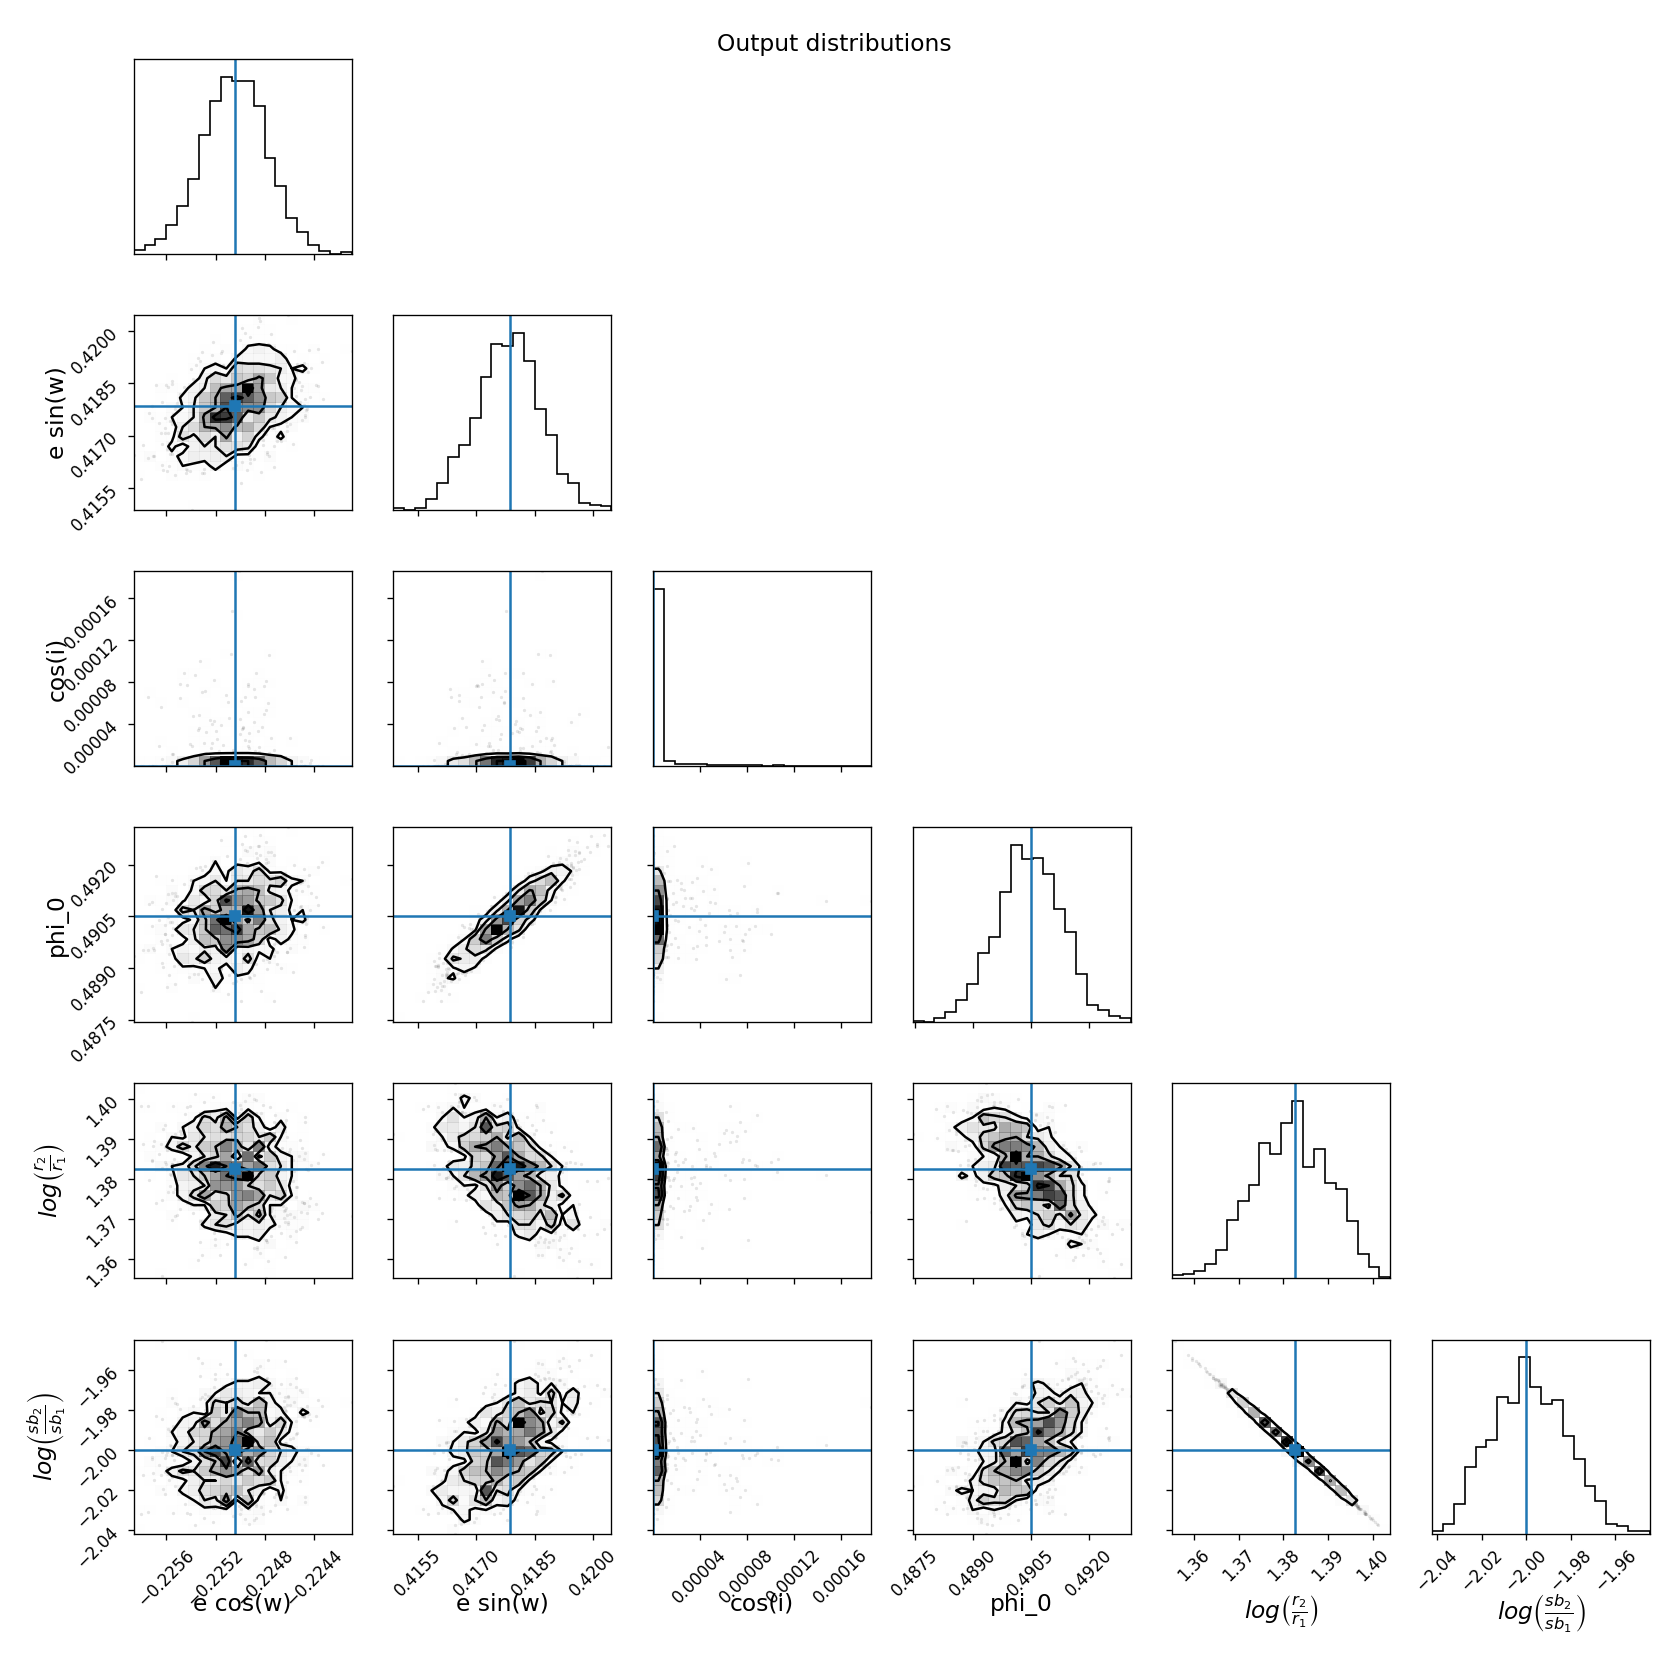 Output distributions
e sin(w)
0.4200
0.4185
0.4170
0.4155
cos(i)
0.00016
0.00012
0.00008
0.00004
phi_0
0.4920
0.4905
0.4890
0.4875
log(r₂/r₁)
1.40
1.39
1.38
1.37
1.36
log(sb₂/sb₁)
−1.96
−1.98
−2.00
−2.02
−2.04
−0.2256 −0.2252 −0.2248 −0.2244
e cos(w)
0.4155 0.4170 0.4185 0.4200
e sin(w)
0.00004 0.00008 0.00012 0.00016
cos(i)
0.4875 0.4890 0.4905 0.4920
phi_0
1.36 1.37 1.38 1.39 1.40
log(r₂/r₁)
−2.04 −2.02 −2.00 −1.98 −1.96
log(sb₂/sb₁)